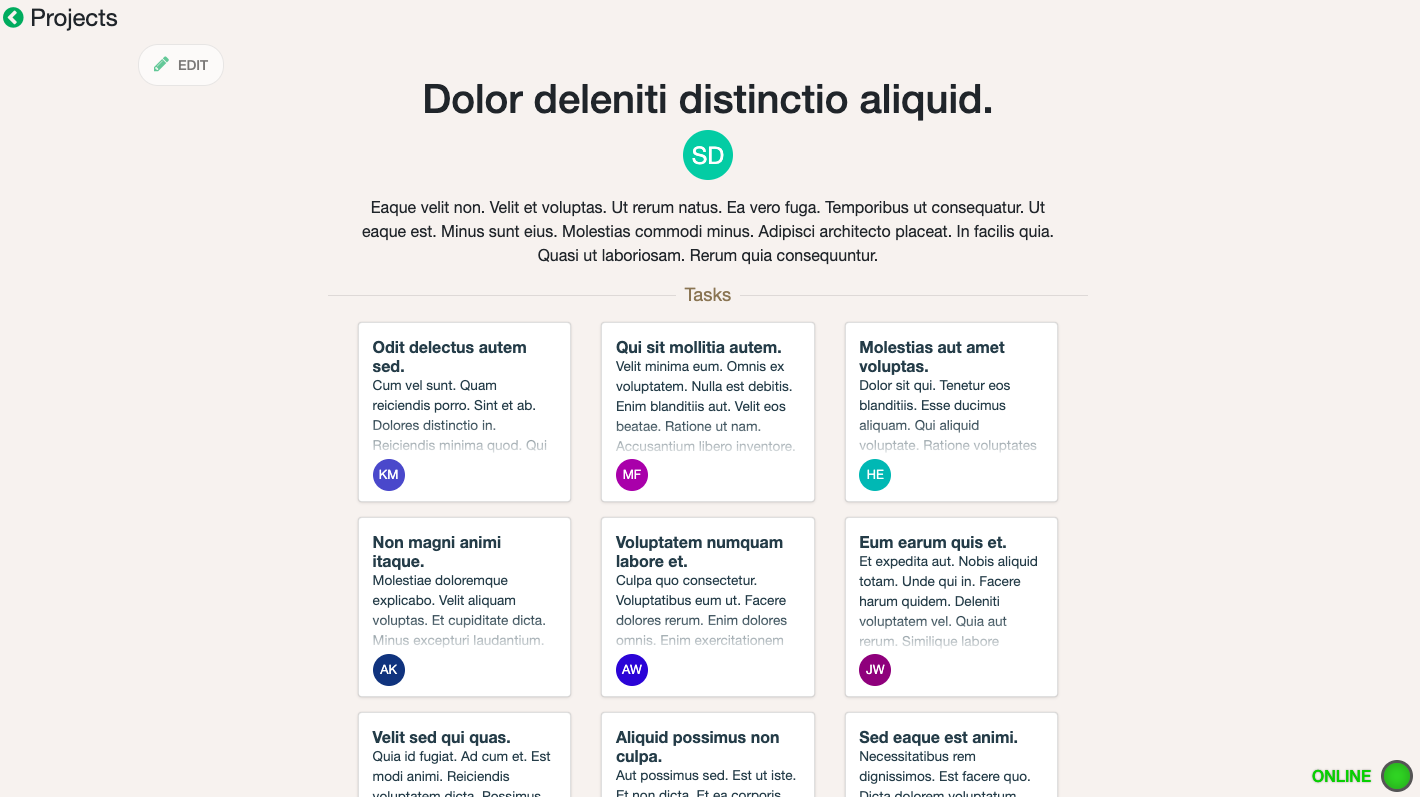 Projects
EDIT
Dolor deleniti distinctio aliquid.
SD
Eaque velit non. Velit et voluptas. Ut rerum natus. Ea vero fuga. Temporibus ut consequatur. Ut
eaque est. Minus sunt eius. Molestias commodi minus. Adipisci architecto placeat. In facilis quia.
Quasi ut laboriosam. Rerum quia consequuntur.
Tasks
Odit delectus autem
sed.
Cum vel sunt. Quam
reiciendis porro. Sint et ab.
Dolores distinctio in.
Reiciendis minima quod. Qui
KM
Qui sit mollitia autem.
Velit minima eum. Omnis ex
voluptatem. Nulla est debitis.
Enim blanditiis aut. Velit eos
beatae. Ratione ut nam.
Accusantium libero inventore.
MF
Molestias aut amet
voluptas.
Dolor sit qui. Tenetur eos
blanditiis. Esse ducimus
aliquam. Qui aliquid
voluptate. Ratione voluptates
HE
Non magni animi
itaque.
Molestiae doloremque
explicabo. Velit aliquam
voluptas. Et cupiditate dicta.
Minus excepturi laudantium.
AK
Voluptatem numquam
labore et.
Culpa quo consectetur.
Voluptatibus eum ut. Facere
dolores rerum. Enim dolores
omnis. Enim exercitationem
AW
Eum earum quis et.
Et expedita aut. Nobis aliquid
totam. Unde qui in. Facere
harum quidem. Deleniti
voluptatem vel. Quia aut
rerum. Similique labore
JW
Velit sed qui quas.
Quia id fugiat. Ad cum et. Est
modi animi. Reiciendis
voluptatem dicta. Possimus
Aliquid possimus non
culpa.
Aut possimus sed. Est ut iste.
Et non dicta. Et ea corporis
Sed eaque est animi.
Necessitatibus rem
dignissimos. Est facere quo.
Dicta dolorem voluptatum
ONLINE